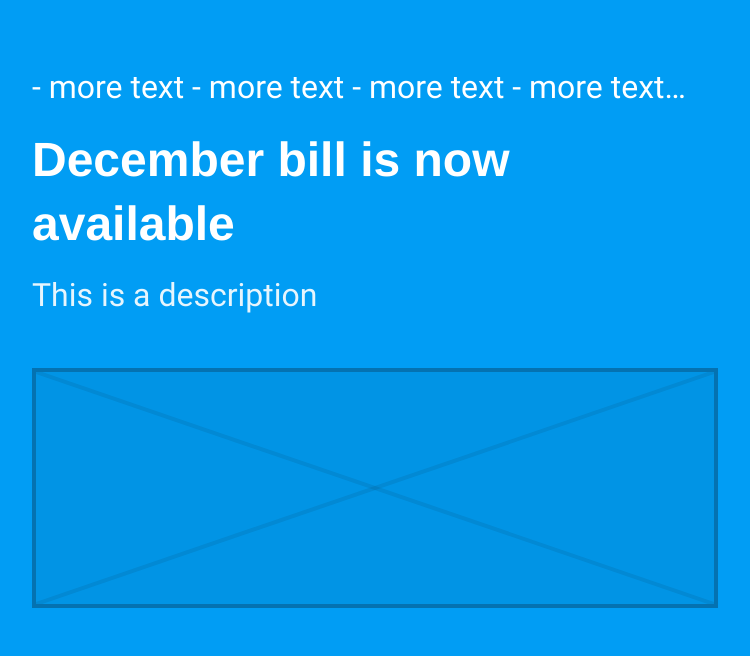 - more text - more text - more text - more text…
December bill is now
available
This is a description